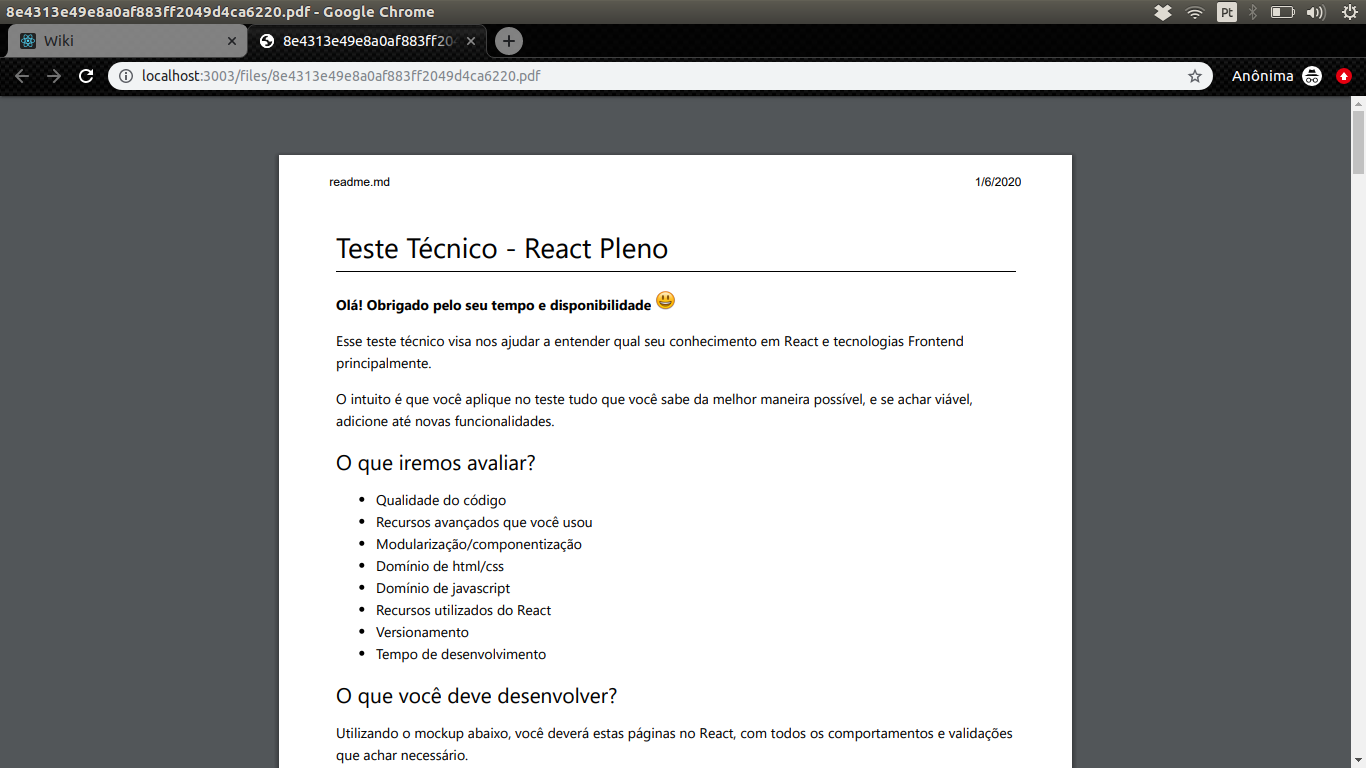 8e4313e49e8a0af883ff2049d4ca6220.pdf - Google Chrome
Pt
Wiki
8e4313e49e8a0af883ff20
localhost:3003/files/8e4313e49e8a0af883ff2049d4ca6220.pdf
Anônima
readme.md
1/6/2020
Teste Técnico - React Pleno
Olá! Obrigado pelo seu tempo e disponibilidade 😃
Esse teste técnico visa nos ajudar a entender qual seu conhecimento em React e tecnologias Frontend
principalmente.
O intuito é que você aplique no teste tudo que você sabe da melhor maneira possível, e se achar viável,
adicione até novas funcionalidades.
O que iremos avaliar?
• Qualidade do código
• Recursos avançados que você usou
• Modularização/componentização
• Domínio de html/css
• Domínio de javascript
• Recursos utilizados do React
• Versionamento
• Tempo de desenvolvimento
O que você deve desenvolver?
Utilizando o mockup abaixo, você deverá estas páginas no React, com todos os comportamentos e validações
que achar necessário.